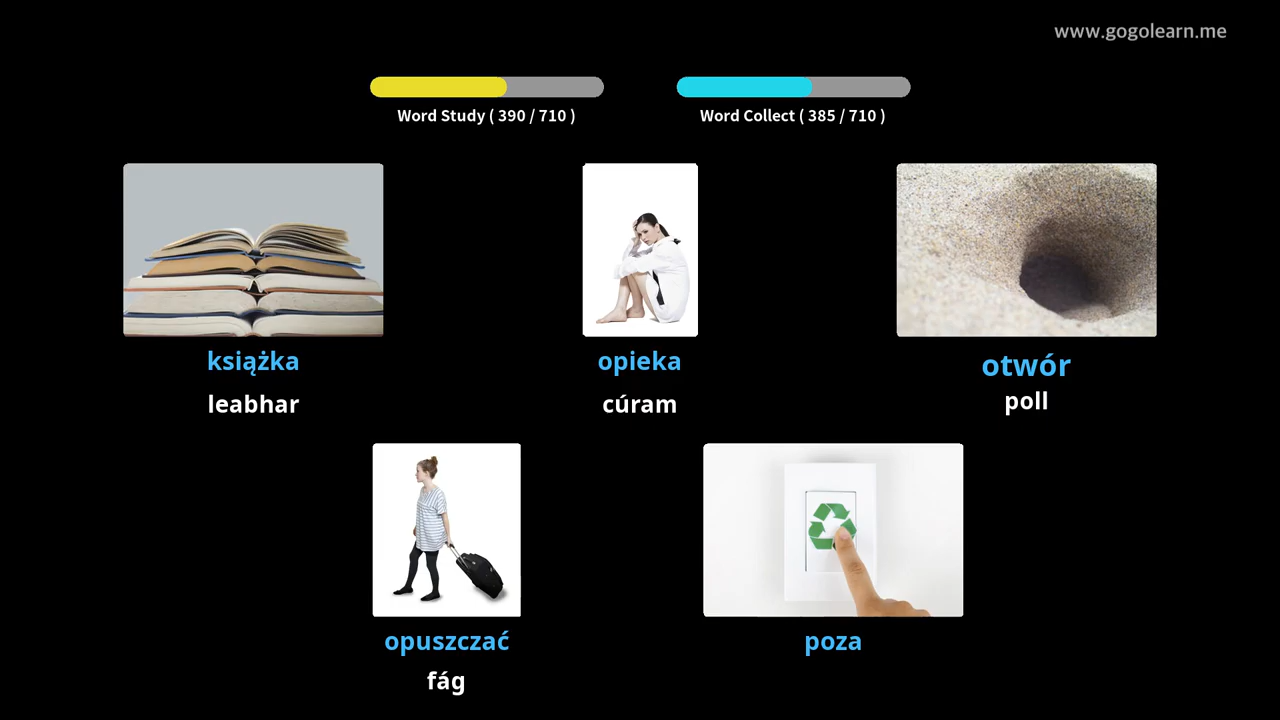 www.gogolearn.me
Word Study ( 390 / 710 )
Word Collect ( 385 / 710 )
książka
opieka
otwór
leabhar
cúram
poll
opuszczać
poza
fág